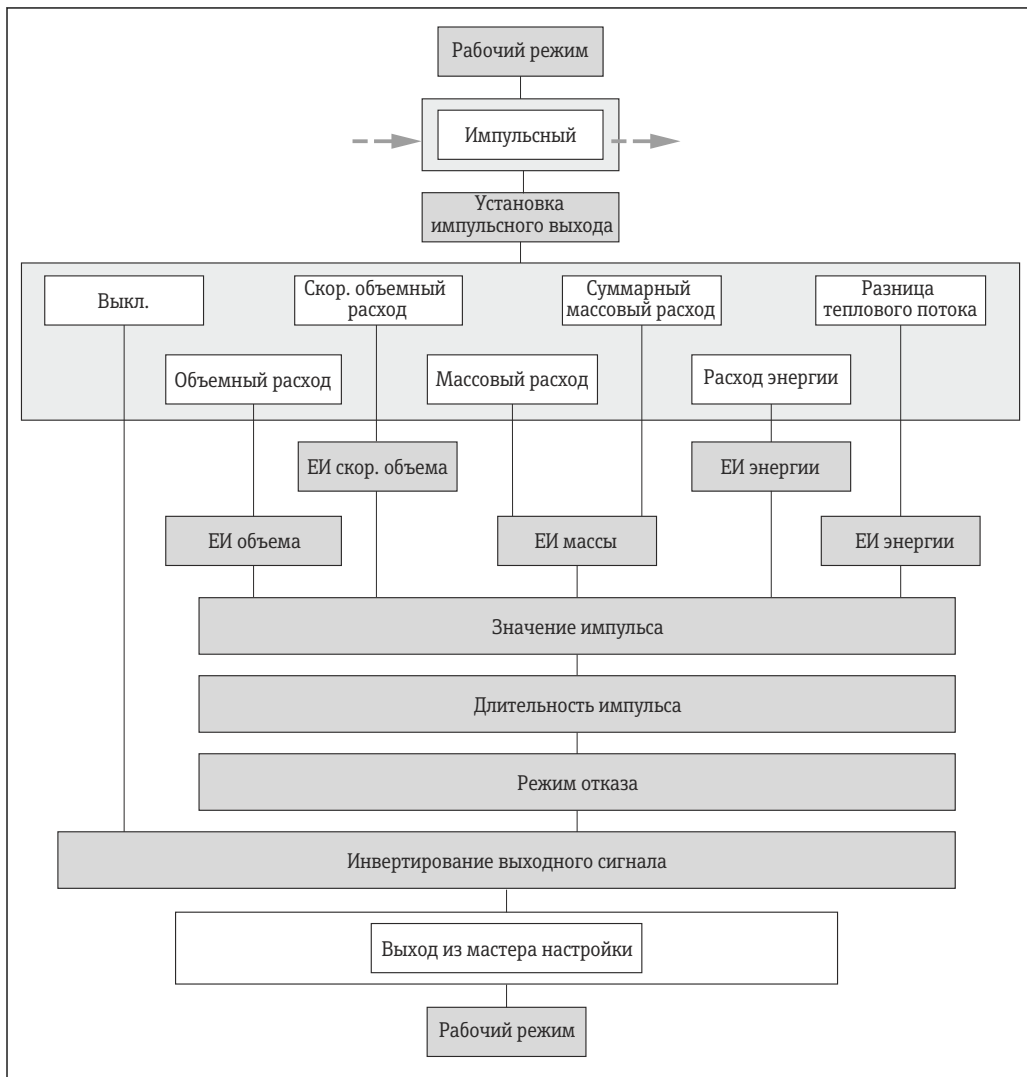 Рабочий режим
Импульсный
Установка
импульсного выхода
Выкл.
Скор. объемный
расход
Суммарный
массовый расход
Разница
теплового потока
Объемный расход
Массовый расход
Расход энергии
ЕИ скор. объема
ЕИ энергии
ЕИ объема
ЕИ массы
ЕИ энергии
Значение импульса
Длительность импульса
Режим отказа
Инвертирование выходного сигнала
Выход из мастера настройки
Рабочий режим